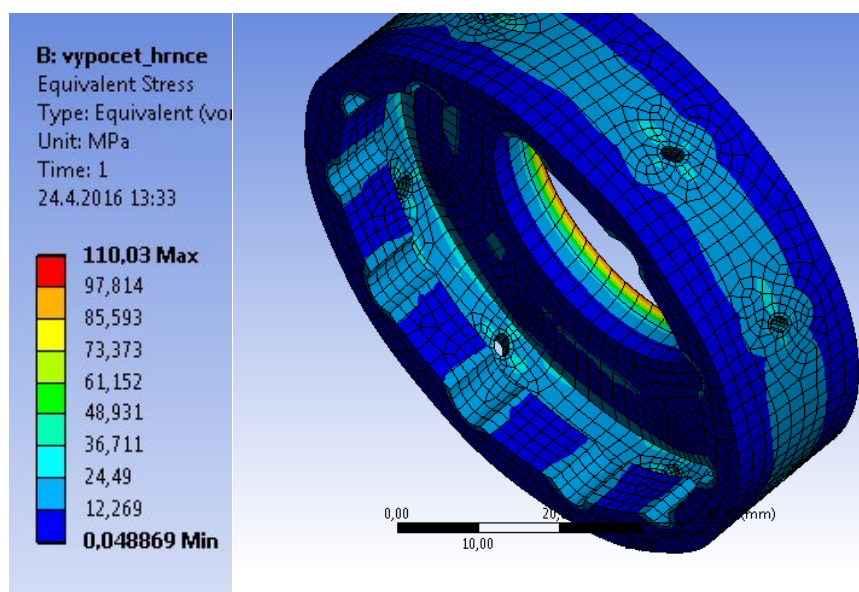 B: vypocet_hrnce
Equivalent Stress
Type: Equivalent (vo
Unit: MPa
Time: 1
24.4.2016 13:33
110,03 Max
97,814
85,593
73,373
61,152
48,931
36,711
24,49
12,269
0,048869 Min
0,00
(mm)
10,00